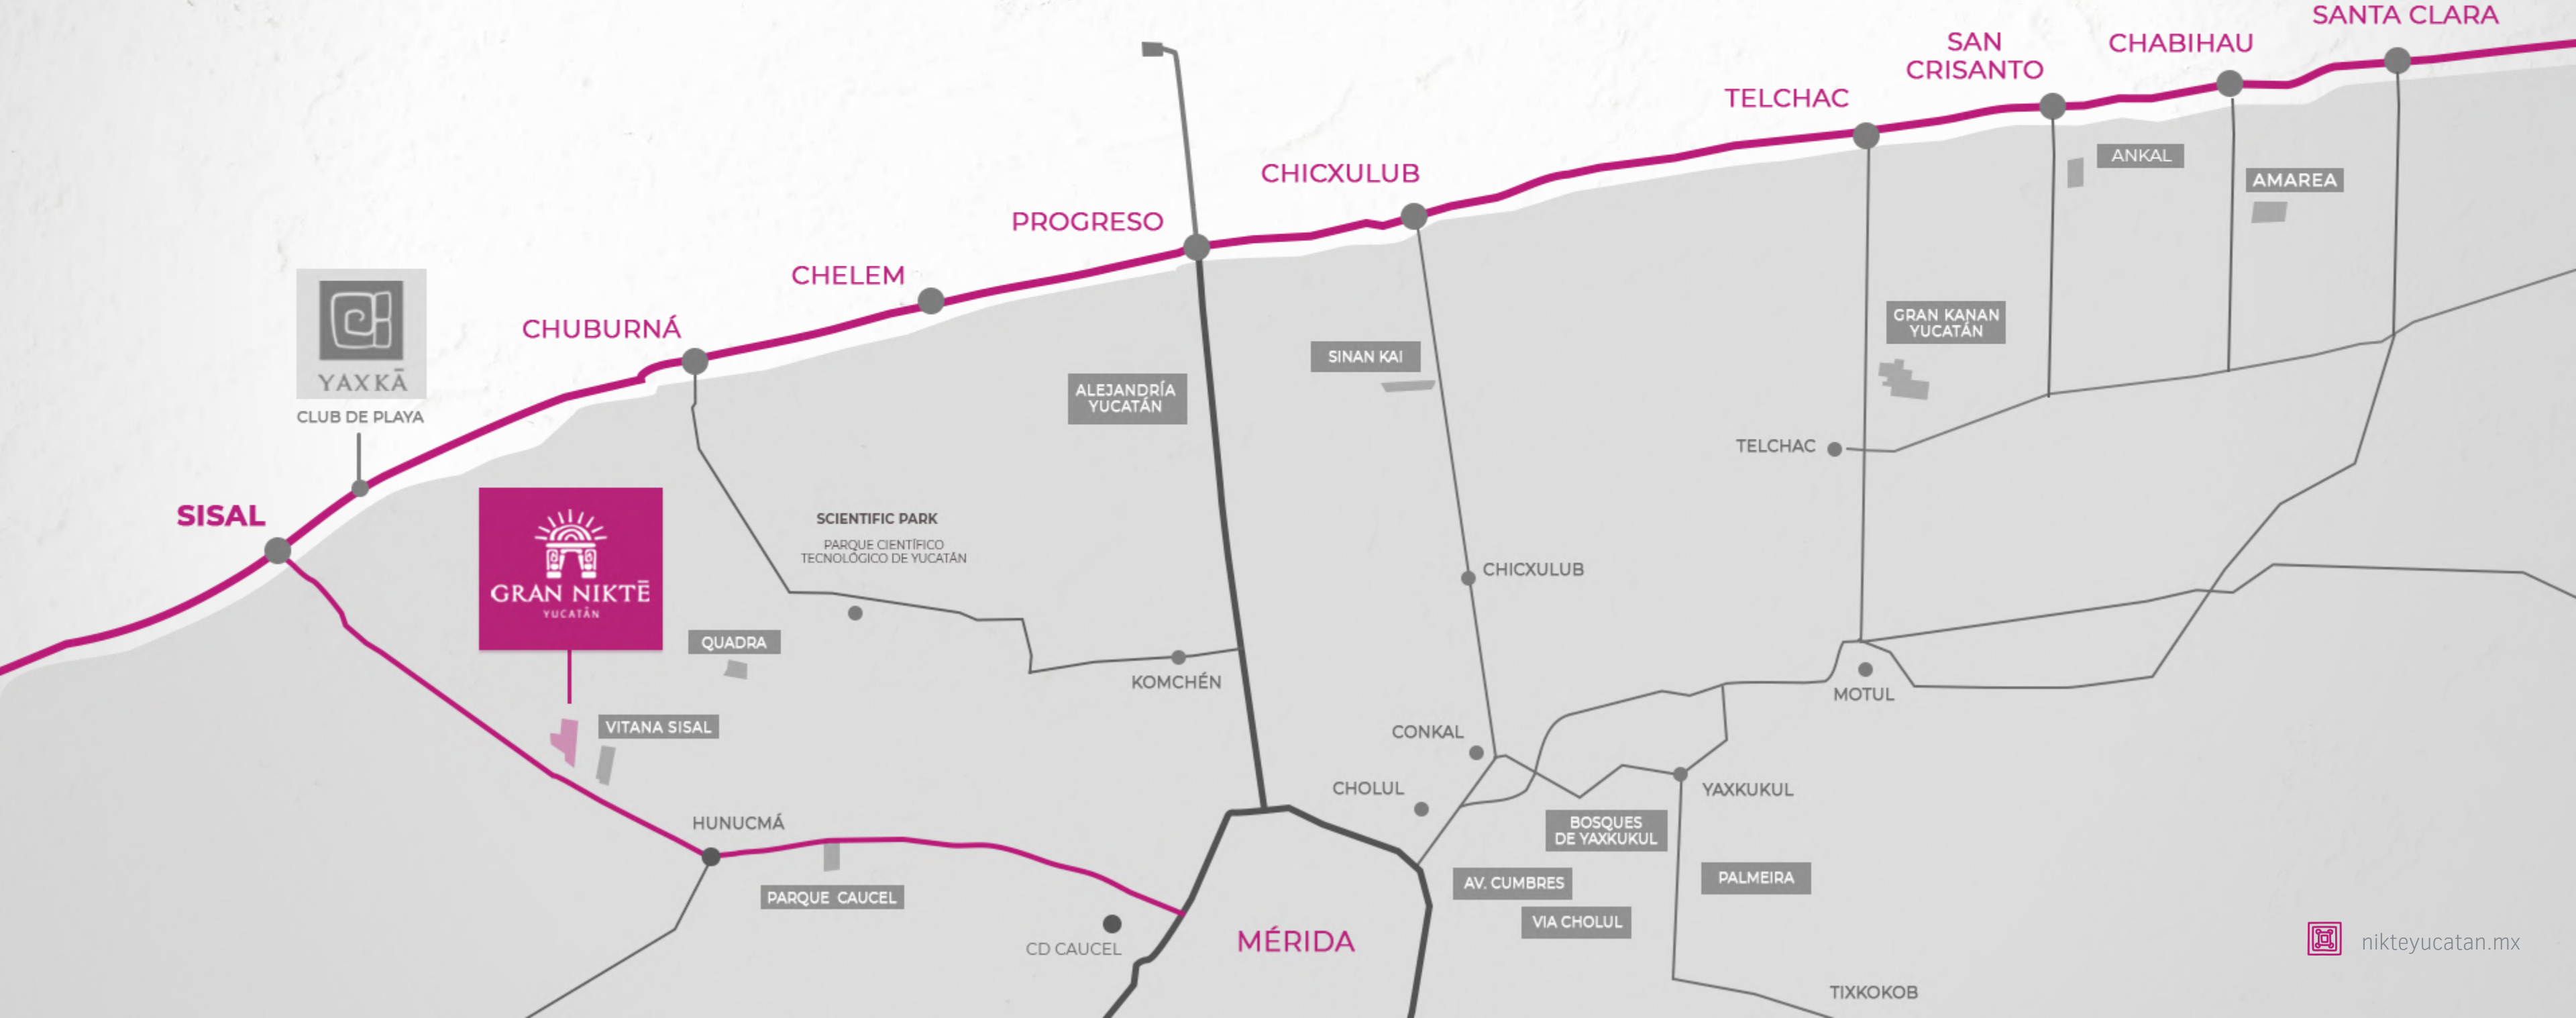 SANTA CLARA
SAN
CRISANTO
CHABIHAU
TELCHAC
ANKAL
AMAREA
CHICXULUB
PROGRESO
CHELEM
CHUBURNÁ
YAXKĀ
CLUB DE PLAYA
GRAN KANAN
YUCATÁN
SINAN KAI
ALEJANDRÍA
YUCATÁN
TELCHAC
SISAL
GRAN NIKTĒ
YUCATÁN
SCIENTIFIC PARK
PARQUE CIENTÍFICO
TECNOLÓGICO DE YUCATÁN
CHICXULUB
QUADRA
KOMCHÉN
MOTUL
VITANA SISAL
CONKAL
CHOLUL
YAXKUKUL
HUNUCMÁ
BOSQUES
DE YAXKUKUL
PARQUE CAUCEL
AV. CUMBRES
PALMEIRA
VIA CHOLUL
CD CAUCEL
MÉRIDA
nikteyucatan.mx
TIXKOKOB